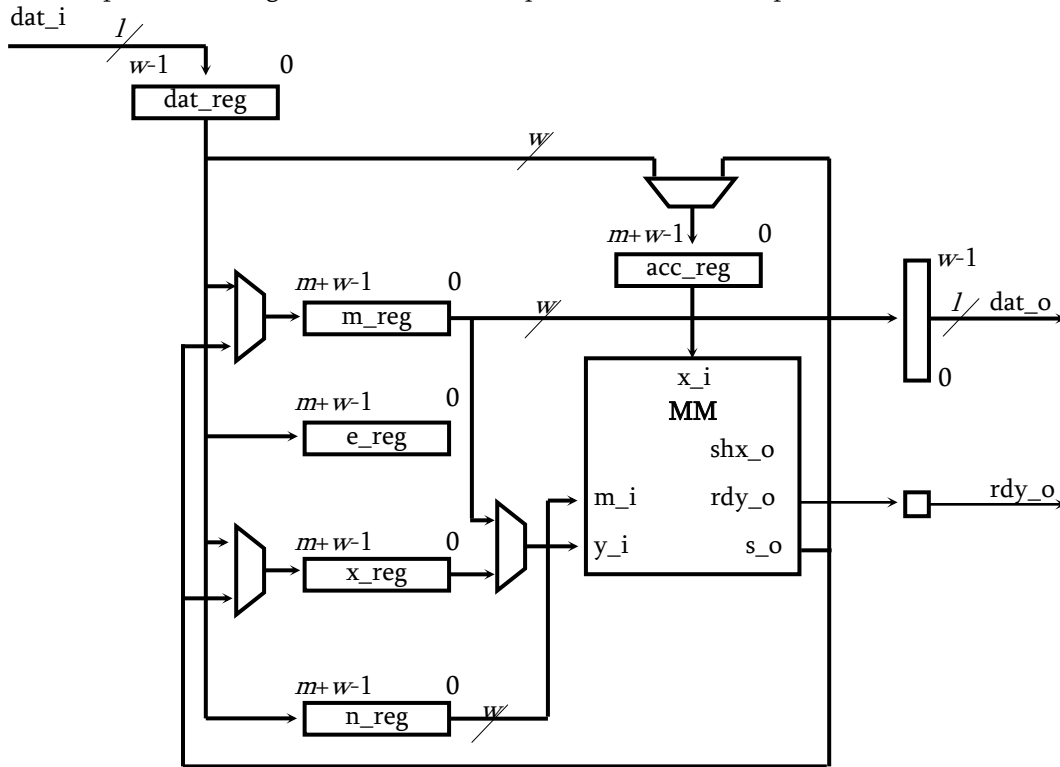 dat_i
1
w-1 0
dat_reg
w
m+w-1 0
acc_reg
m+w-1 0
m_reg
w
w-1
1
dat_o
0
x_i
MM
m+w-1 0
e_reg
shx_o
m_i
rdy_o
rdy_o
y_i
s_o
m+w-1 0
x_reg
m+w-1 0
n_reg
w